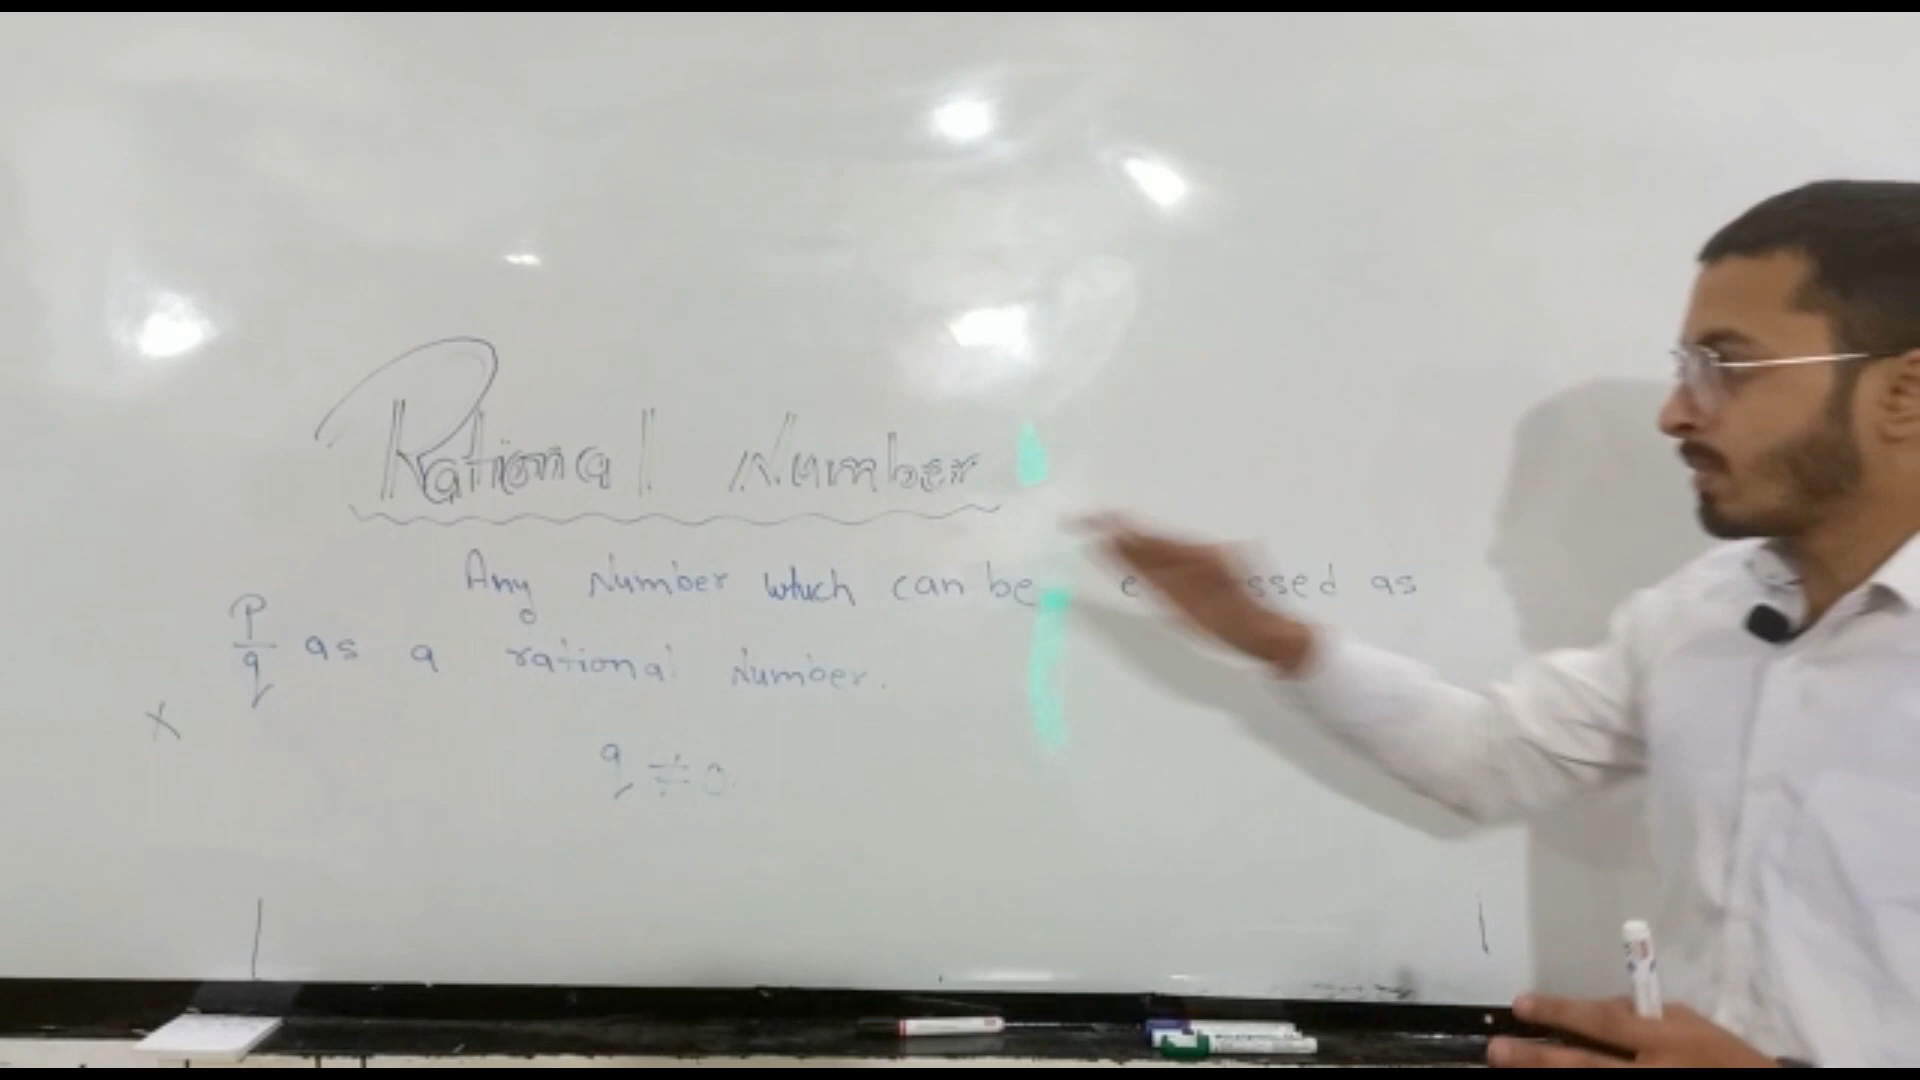 Rational Number
Any Number which can be expressed as
p/q as a rational Number.
X
q ≠ 0.